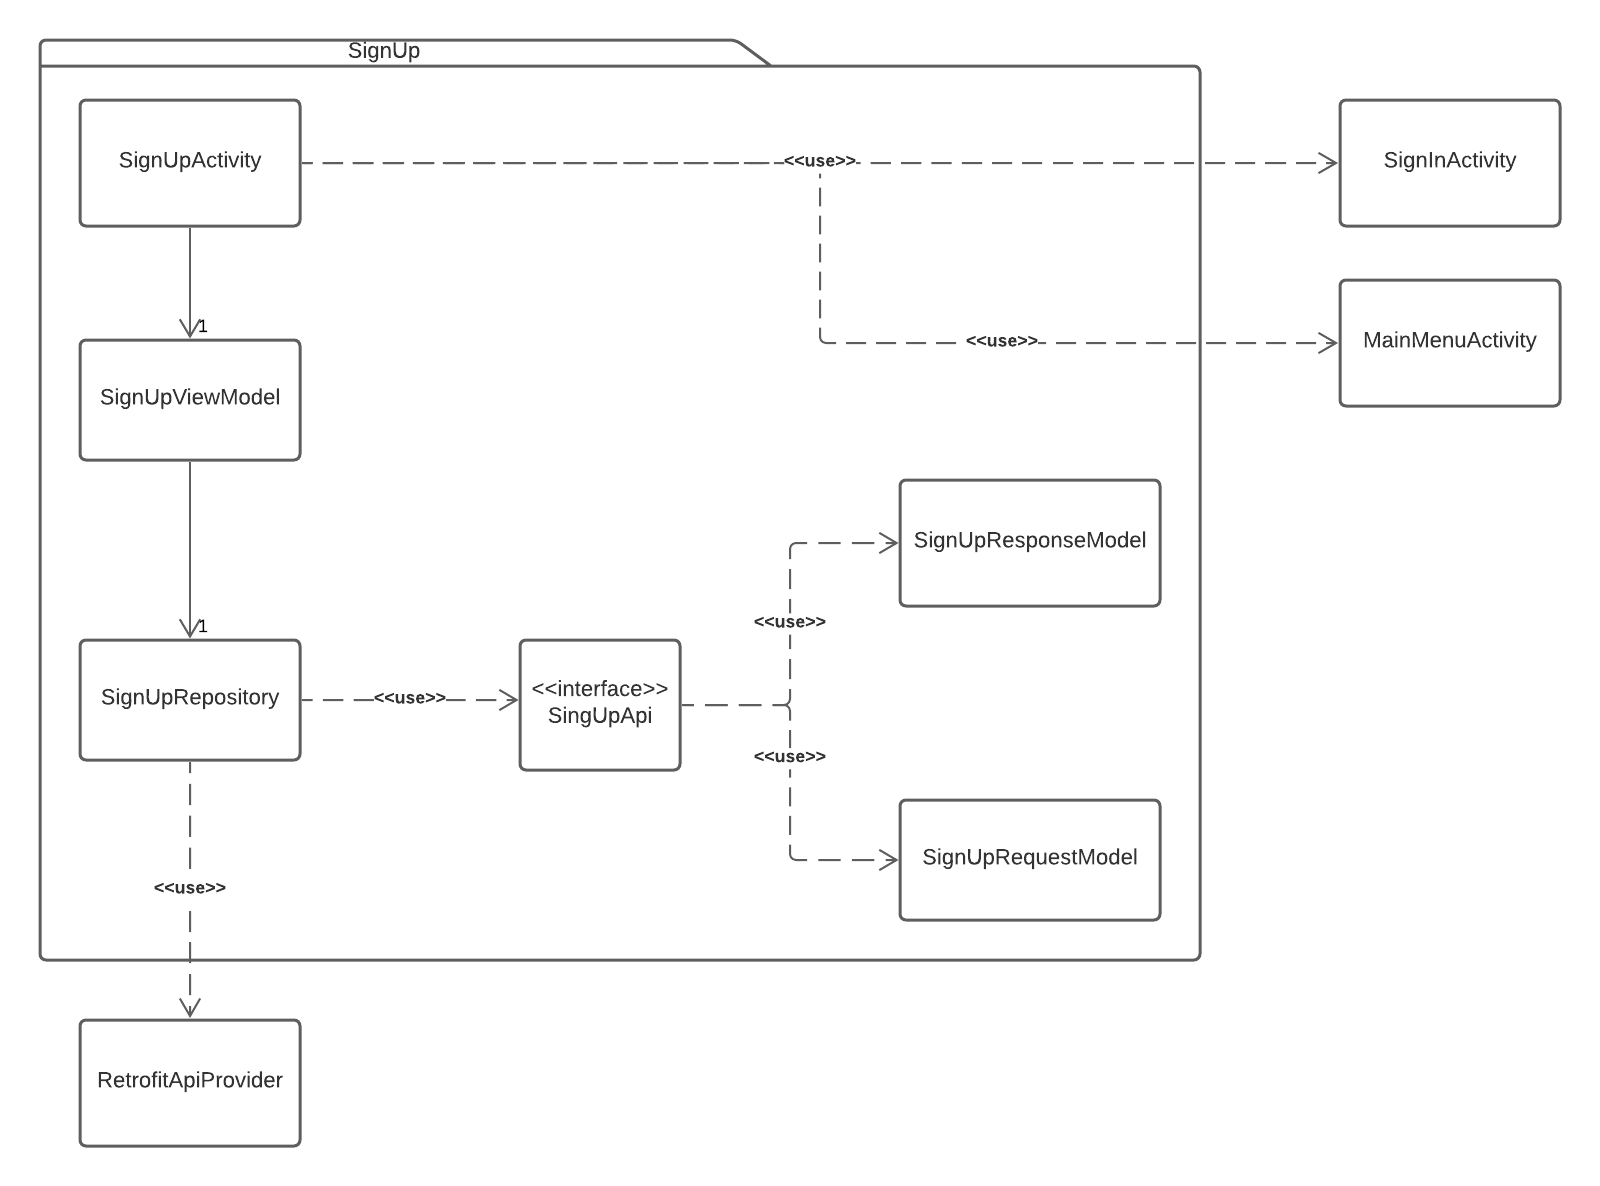 SignUp
SignUpActivity
<<use>>
SignInActivity
1
<<use>>
MainMenuActivity
SignUpViewModel
SignUpResponseModel
1
<<use>>
SignUpRepository
<<use>>
<<interface>>
SingUpApi
<<use>>
SignUpRequestModel
<<use>>
RetrofitApiProvider